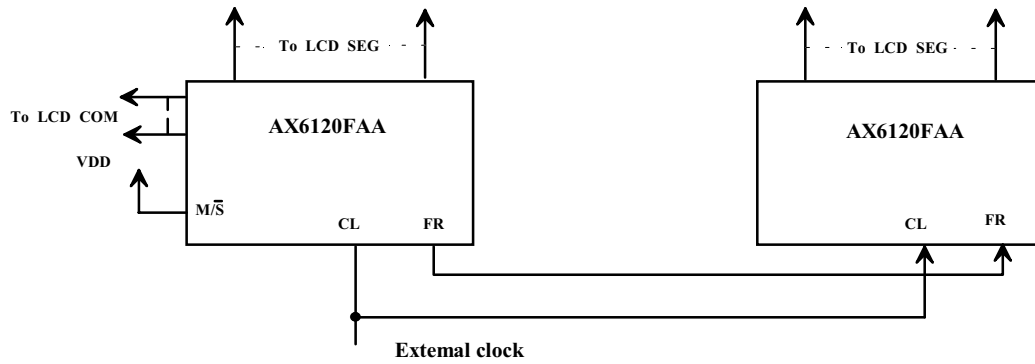 To LCD SEG
To LCD SEG
To LCD COM
AX6120FAA
AX6120FAA
VDD
M/S̅
CL
FR
CL
FR
Extemal clock